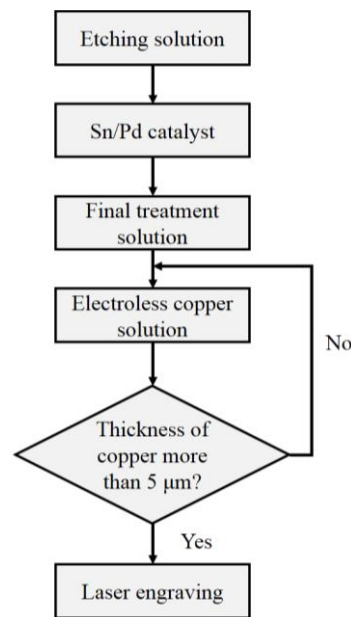 Etching solution
Sn/Pd catalyst
Final treatment
solution
Electroless copper
solution
No
Thickness of
copper more
than 5 μm?
Yes
Laser engraving